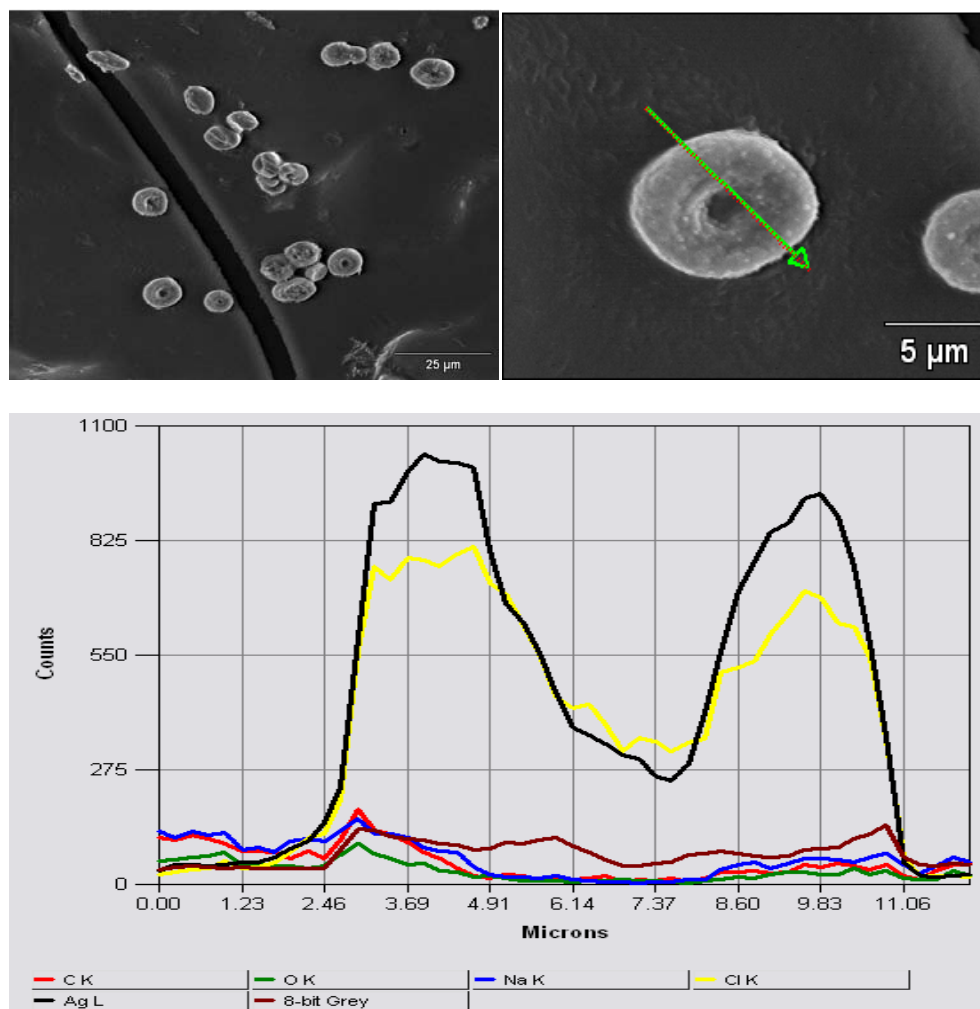 25 µm
5 µm
1100
825
550
275
0
Counts
0.00 1.23 2.46 3.69 4.91 6.14 7.37 8.60 9.83 11.06
Microns
C K O K Na K Cl K
Ag L 8-bit Grey